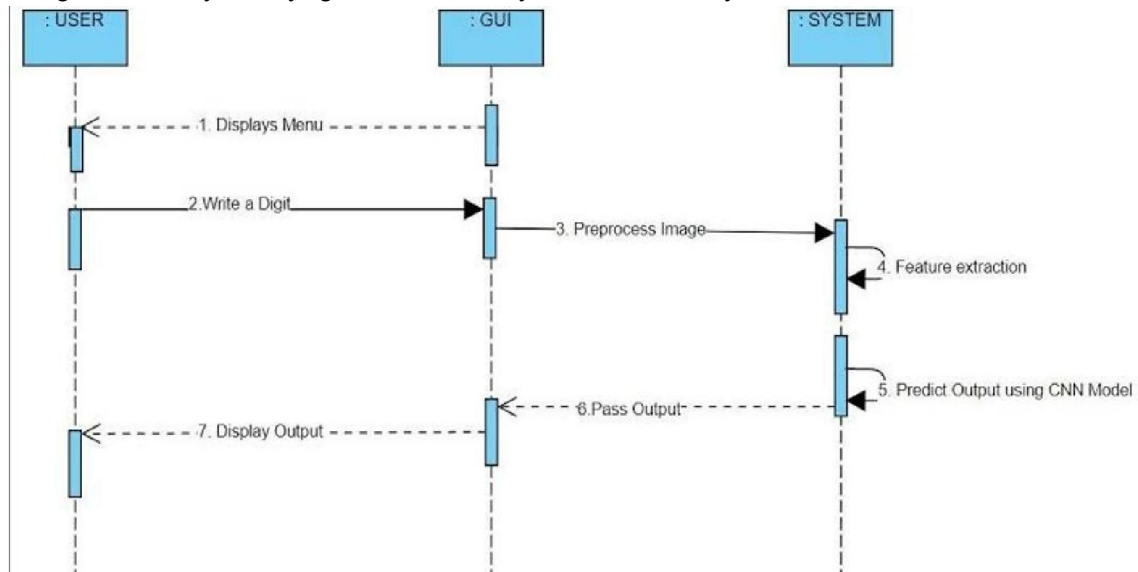 : USER
: GUI
: SYSTEM
1. Displays Menu
2.Write a Digit
3. Preprocess Image
4. Feature extraction
5. Predict Output using CNN Model
6.Pass Output
7. Display Output